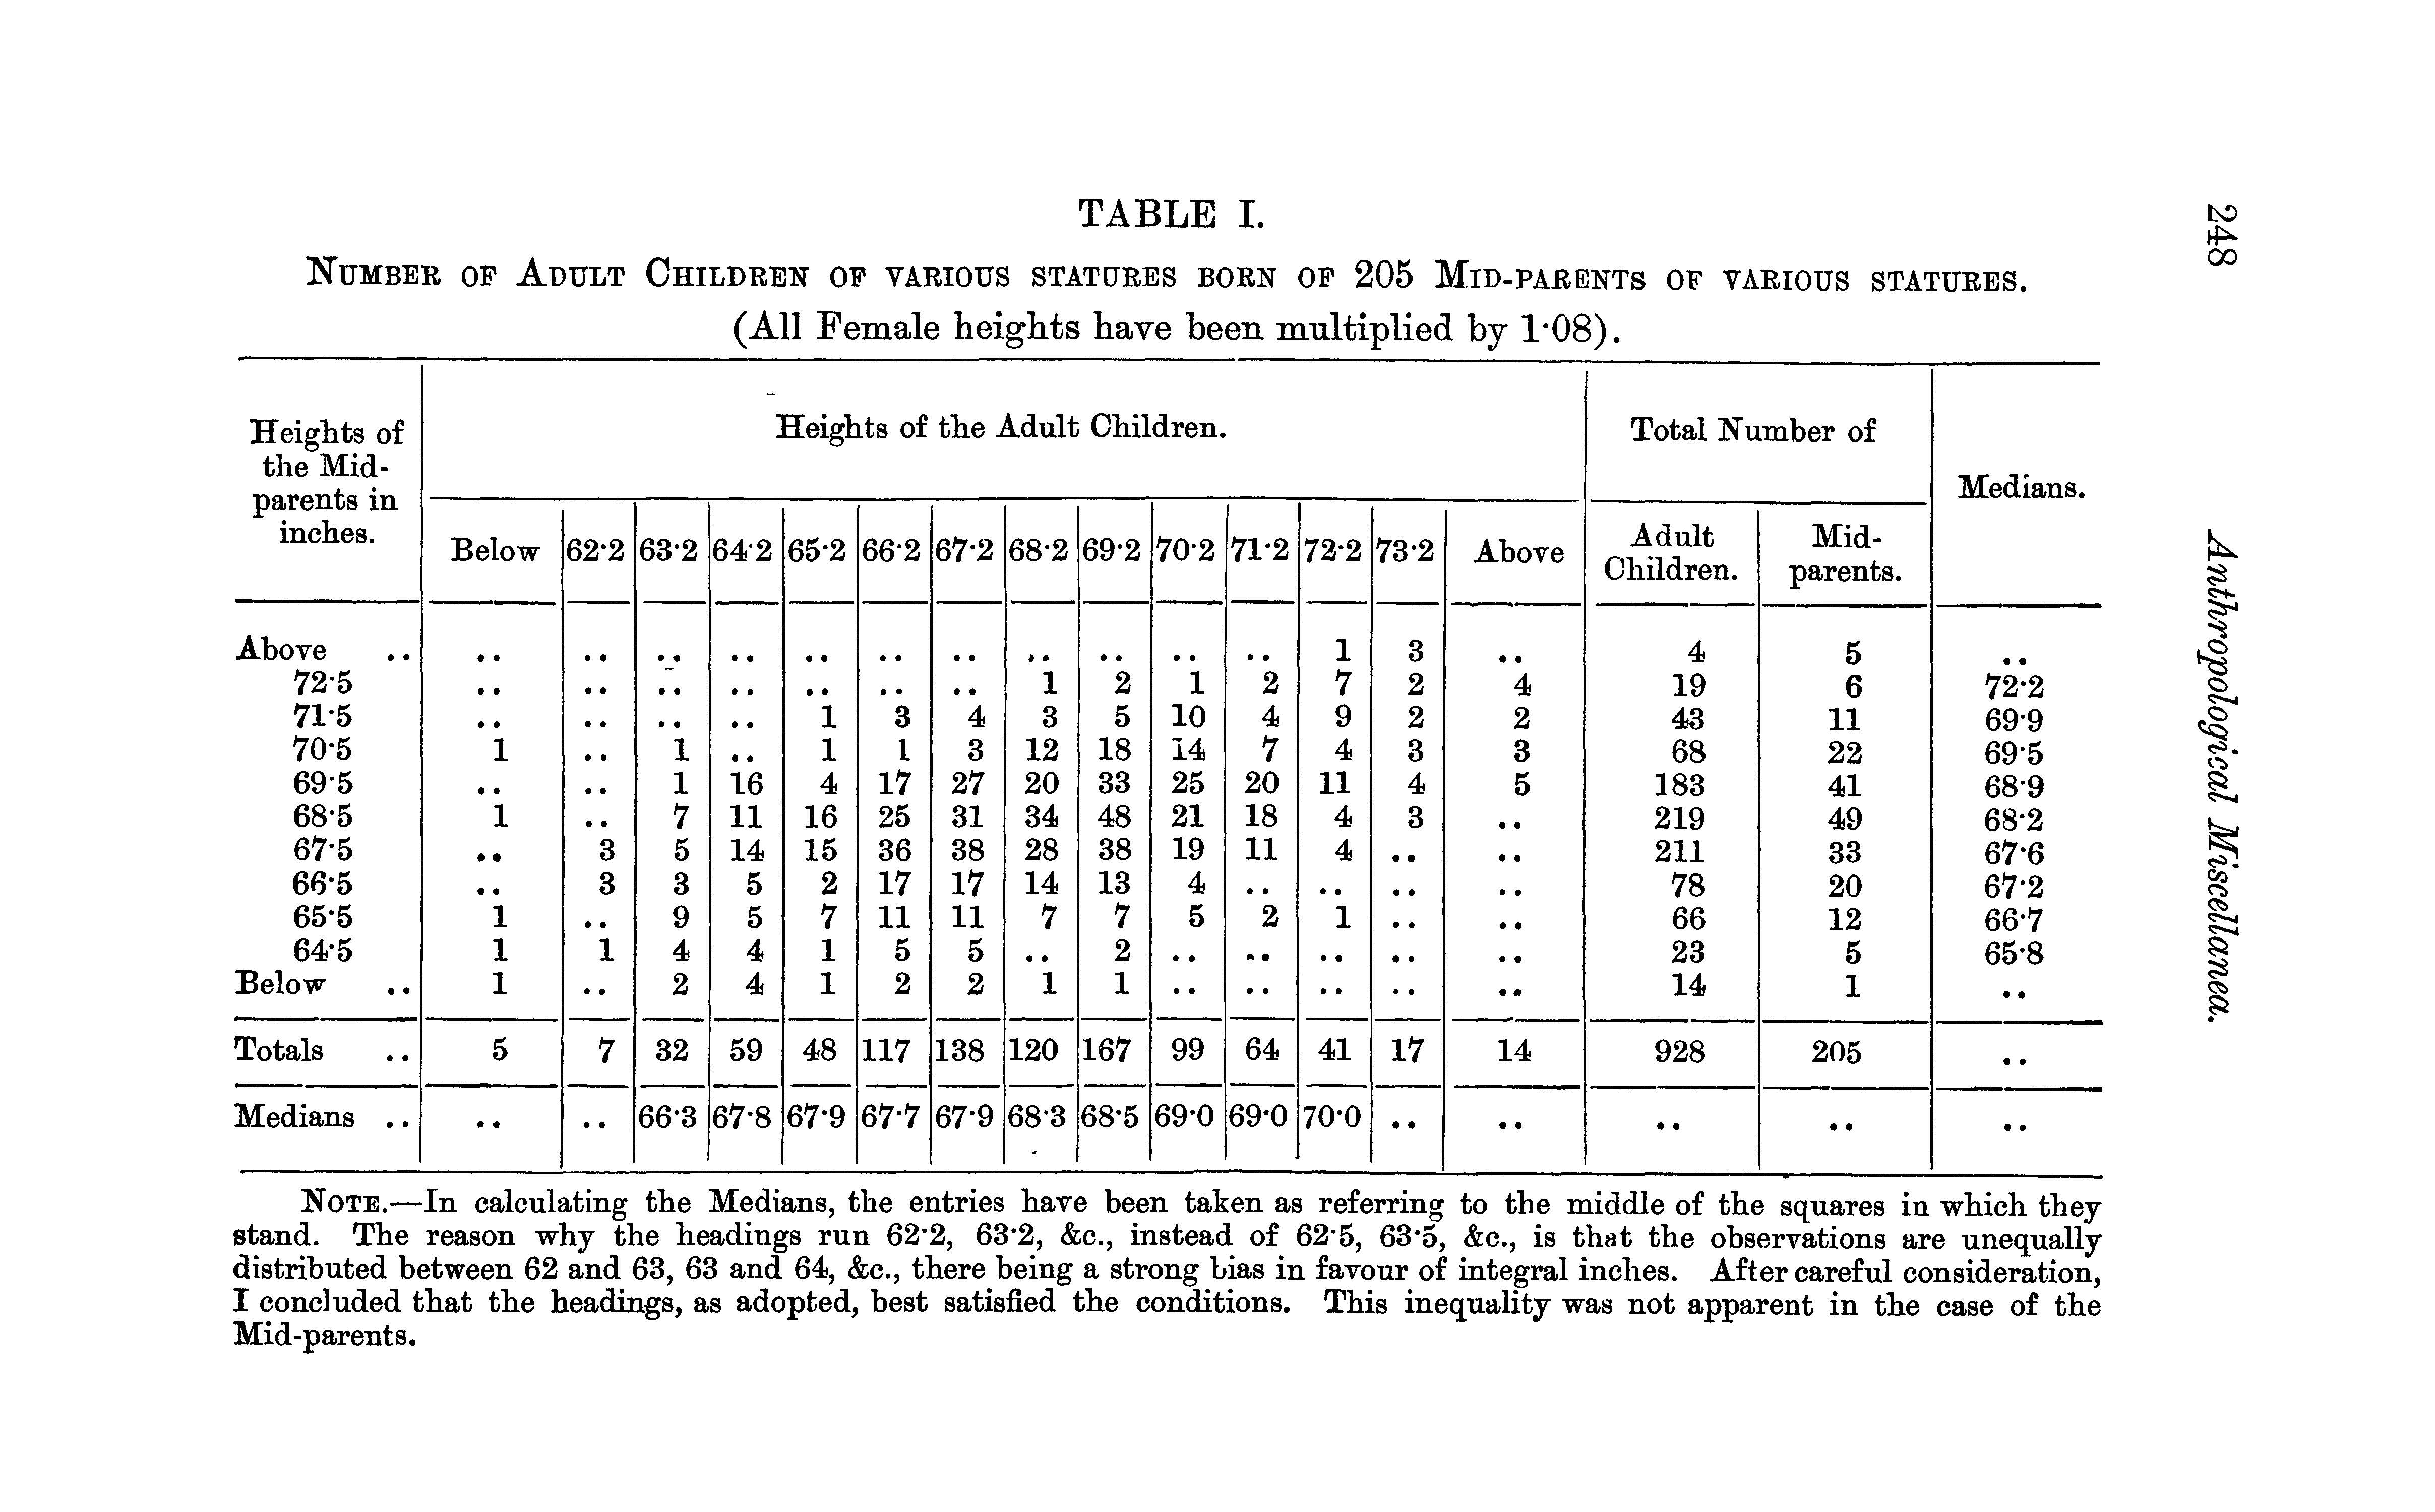 TABLE I.
NUMBER OF ADULT CHILDREN OF VARIOUS STATURES BORN OF 205 MID-PARENTS OF VARIOUS STATURES.
(All Female heights have been multiplied by 1·08).
Heights of the Mid-parents in inches. Heights of the Adult Children. Total Number of Medians.
Below 62·2 63·2 64·2 65·2 66·2 67·2 68·2 69·2 70·2 71·2 72·2 73·2 Above Adult Children. Mid-parents.
Above .. .. .. .. .. .. .. .. .. .. .. .. 1 3 .. 4 5 ..
72·5 .. .. .. .. .. .. .. 1 2 1 2 7 2 4 19 6 72·2
71·5 .. .. .. .. 1 3 4 3 5 10 4 9 2 2 43 11 69·9
70·5 1 .. 1 .. 1 1 3 12 18 14 7 4 3 3 68 22 69·5
69·5 .. .. 1 16 4 17 27 20 33 25 20 11 4 5 183 41 68·9
68·5 1 .. 7 11 16 25 31 34 48 21 18 4 3 .. 219 49 68·2
67·5 .. 3 5 14 15 36 38 28 38 19 11 4 .. .. 211 33 67·6
66·5 .. 3 3 5 2 17 17 14 13 4 .. .. .. .. 78 20 67·2
65·5 1 .. 9 5 7 11 11 7 7 5 2 1 .. .. 66 12 66·7
64·5 1 1 4 4 1 5 5 .. 2 .. .. .. .. .. 23 5 65·8
Below .. 1 .. 2 4 1 2 2 1 1 .. .. .. .. .. 14 1 ..
Totals .. 5 7 32 59 48 117 138 120 167 99 64 41 17 14 928 205 ..
Medians .. .. .. 66·3 67·8 67·9 67·7 67·9 68·3 68·5 69·0 69·0 70·0 .. .. .. .. ..
NOTE.—In calculating the Medians, the entries have been taken as referring to the middle of the squares in which they
stand. The reason why the headings run 62·2, 63·2, &c., instead of 62·5, 63·5, &c., is that the observations are unequally
distributed between 62 and 63, 63 and 64, &c., there being a strong bias in favour of integral inches. After careful consideration,
I concluded that the headings, as adopted, best satisfied the conditions. This inequality was not apparent in the case of the
Mid-parents.
248
Anthropological Miscellanea.